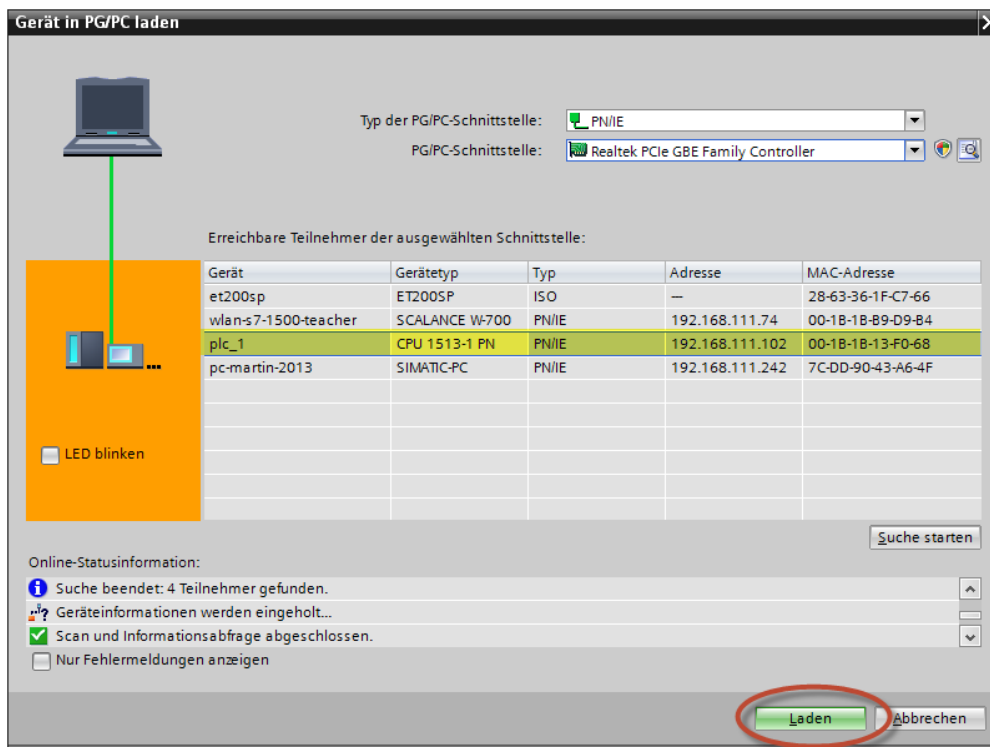 Gerät in PG/PC laden
Typ der PG/PC-Schnittstelle: PN/IE
PG/PC-Schnittstelle: Realtek PCIe GBE Family Controller
Erreichbare Teilnehmer der ausgewählten Schnittstelle:
Gerät Gerätetyp Typ Adresse MAC-Adresse
et200sp ET200SP ISO — 28-63-36-1F-C7-66
wlan-s7-1500-teacher SCALANCE W-700 PN/IE 192.168.111.74 00-1B-1B-B9-D9-B4
plc_1 CPU 1513-1 PN PN/IE 192.168.111.102 00-1B-1B-13-F0-68
pc-martin-2013 SIMATIC-PC PN/IE 192.168.111.242 7C-DD-90-43-A6-4F
LED blinken
Suche starten
Online-Statusinformation:
Suche beendet: 4 Teilnehmer gefunden.
Geräteinformationen werden eingeholt...
Scan und Informationsabfrage abgeschlossen.
Nur Fehlermeldungen anzeigen
Laden Abbrechen